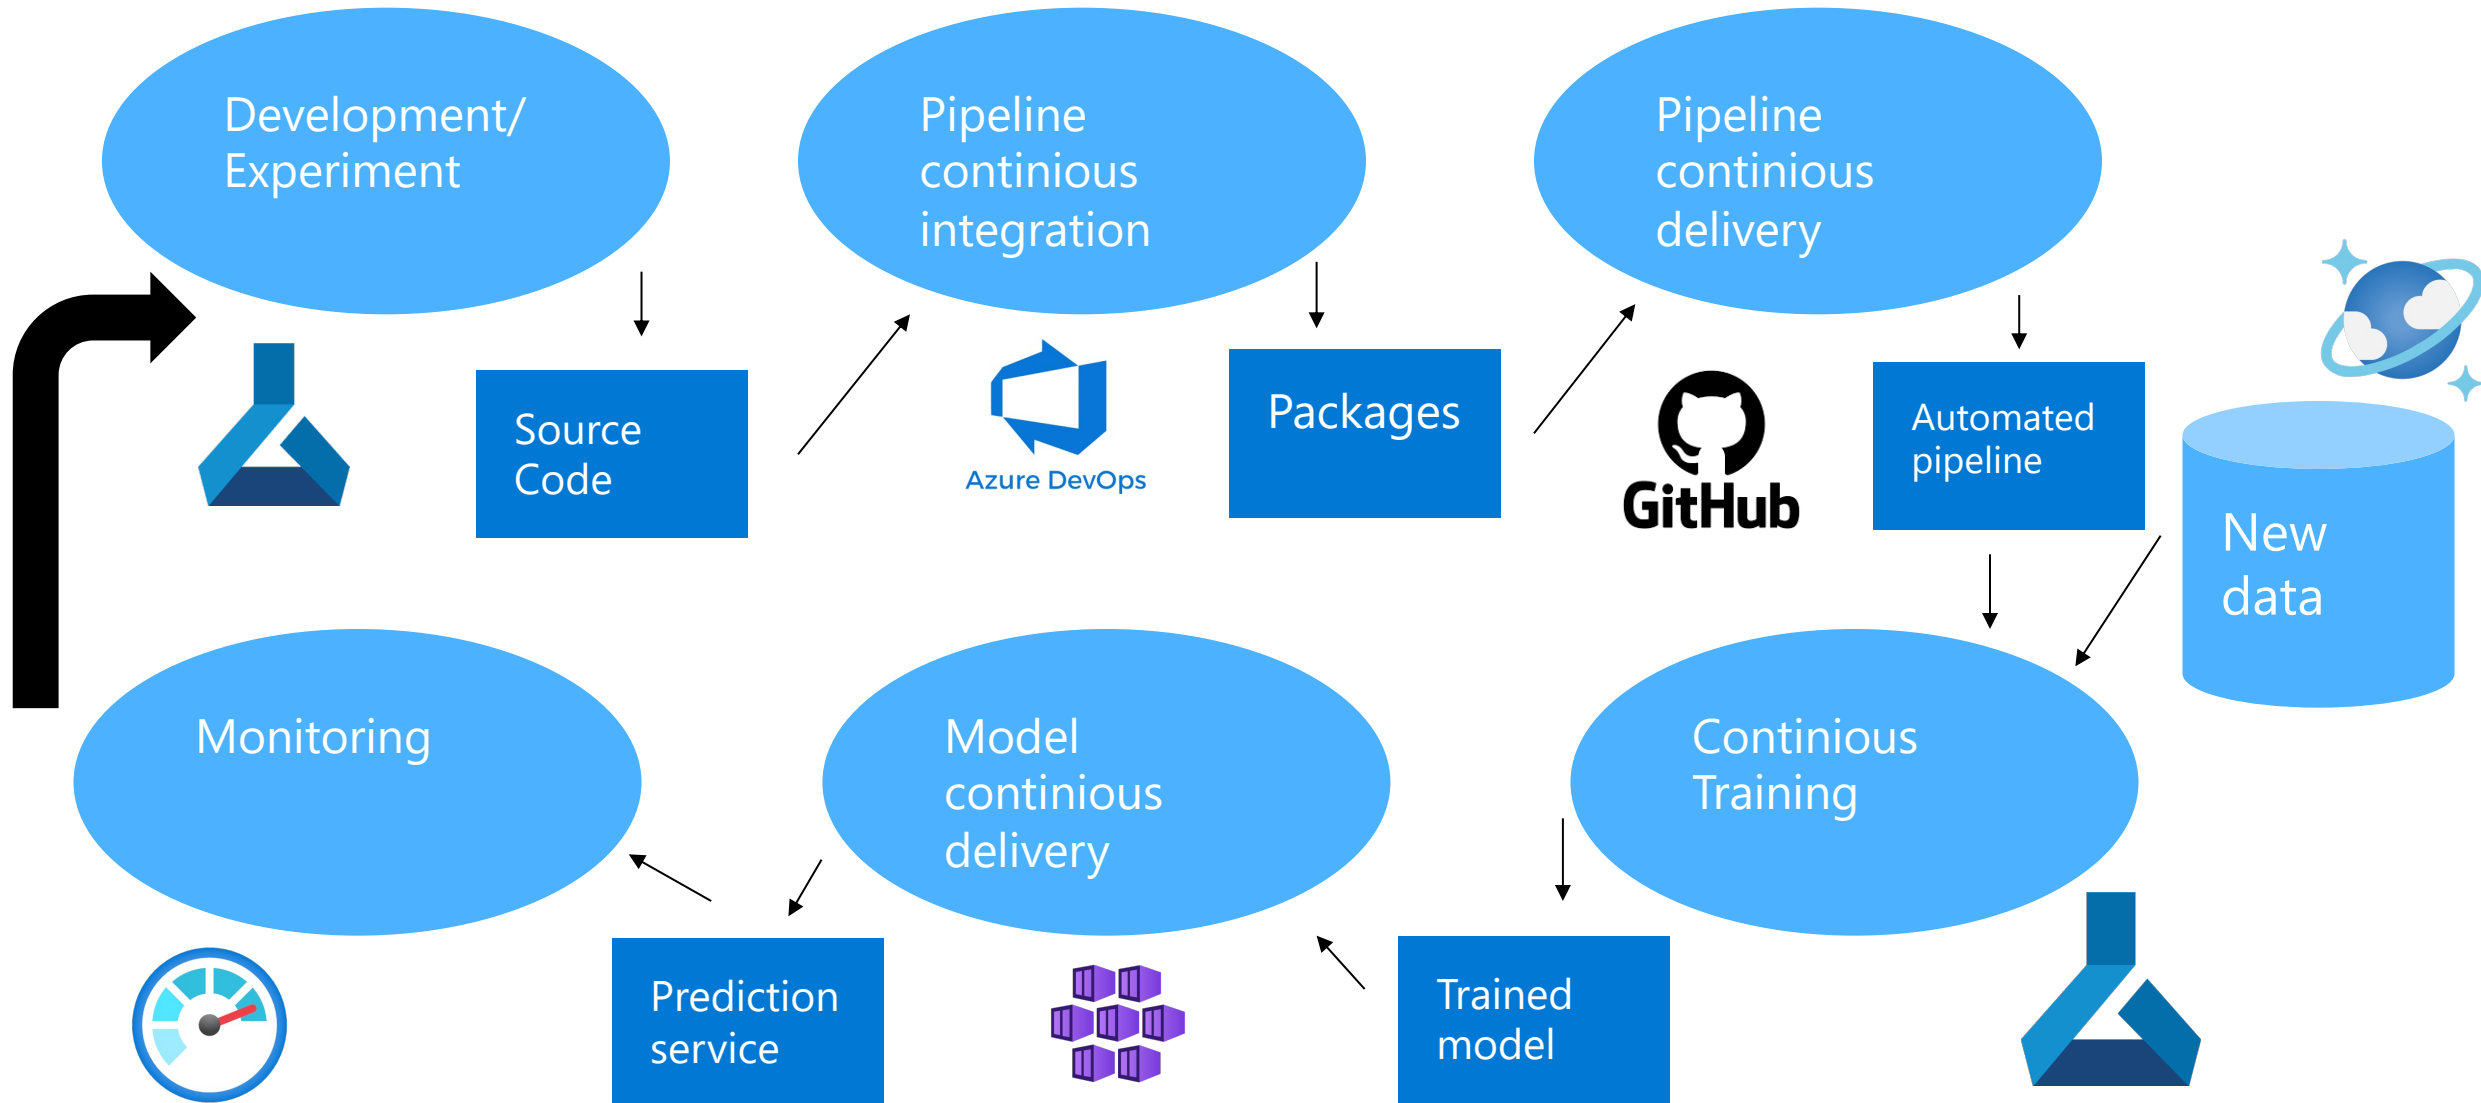 Development/
Experiment
Pipeline
continious
integration
Pipeline
continious
delivery
Source
Code
Azure DevOps
Packages
GitHub
Automated
pipeline
New
data
Monitoring
Model
continious
delivery
Continious
Training
Prediction
service
Trained
model